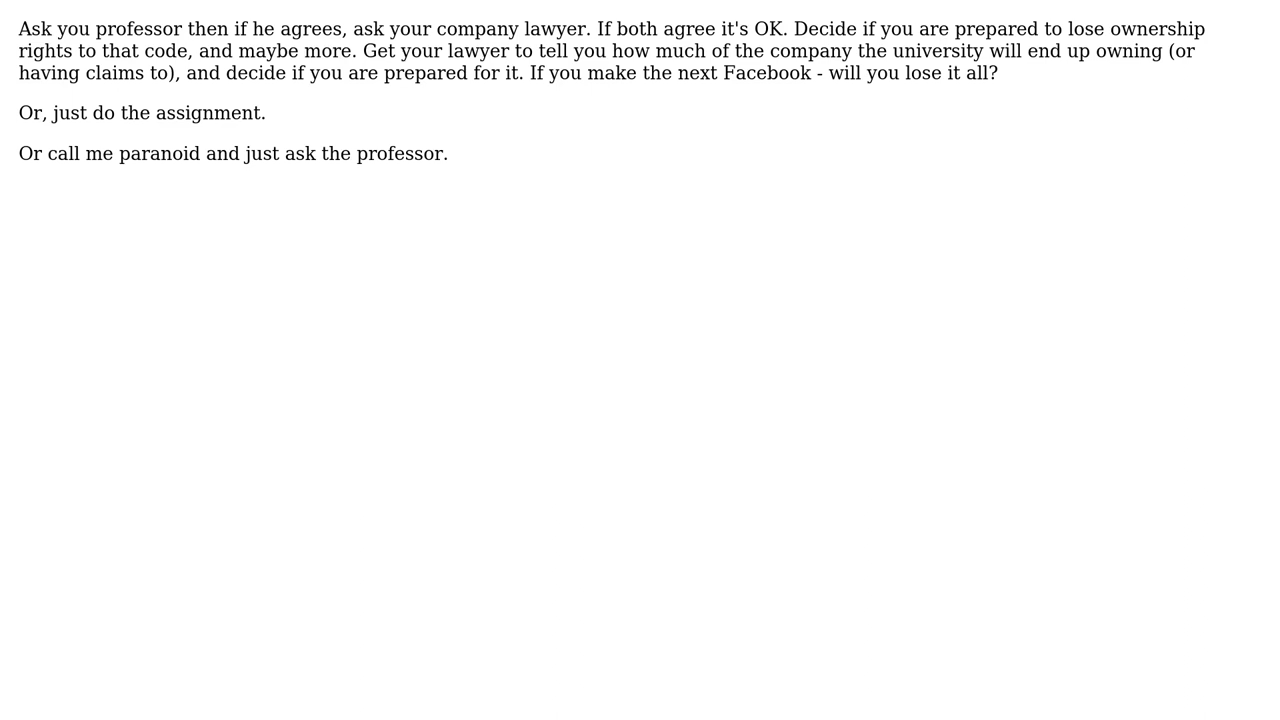 Ask you professor then if he agrees, ask your company lawyer. If both agree it's OK. Decide if you are prepared to lose ownership
rights to that code, and maybe more. Get your lawyer to tell you how much of the company the university will end up owning (or
having claims to), and decide if you are prepared for it. If you make the next Facebook - will you lose it all?
Or, just do the assignment.
Or call me paranoid and just ask the professor.